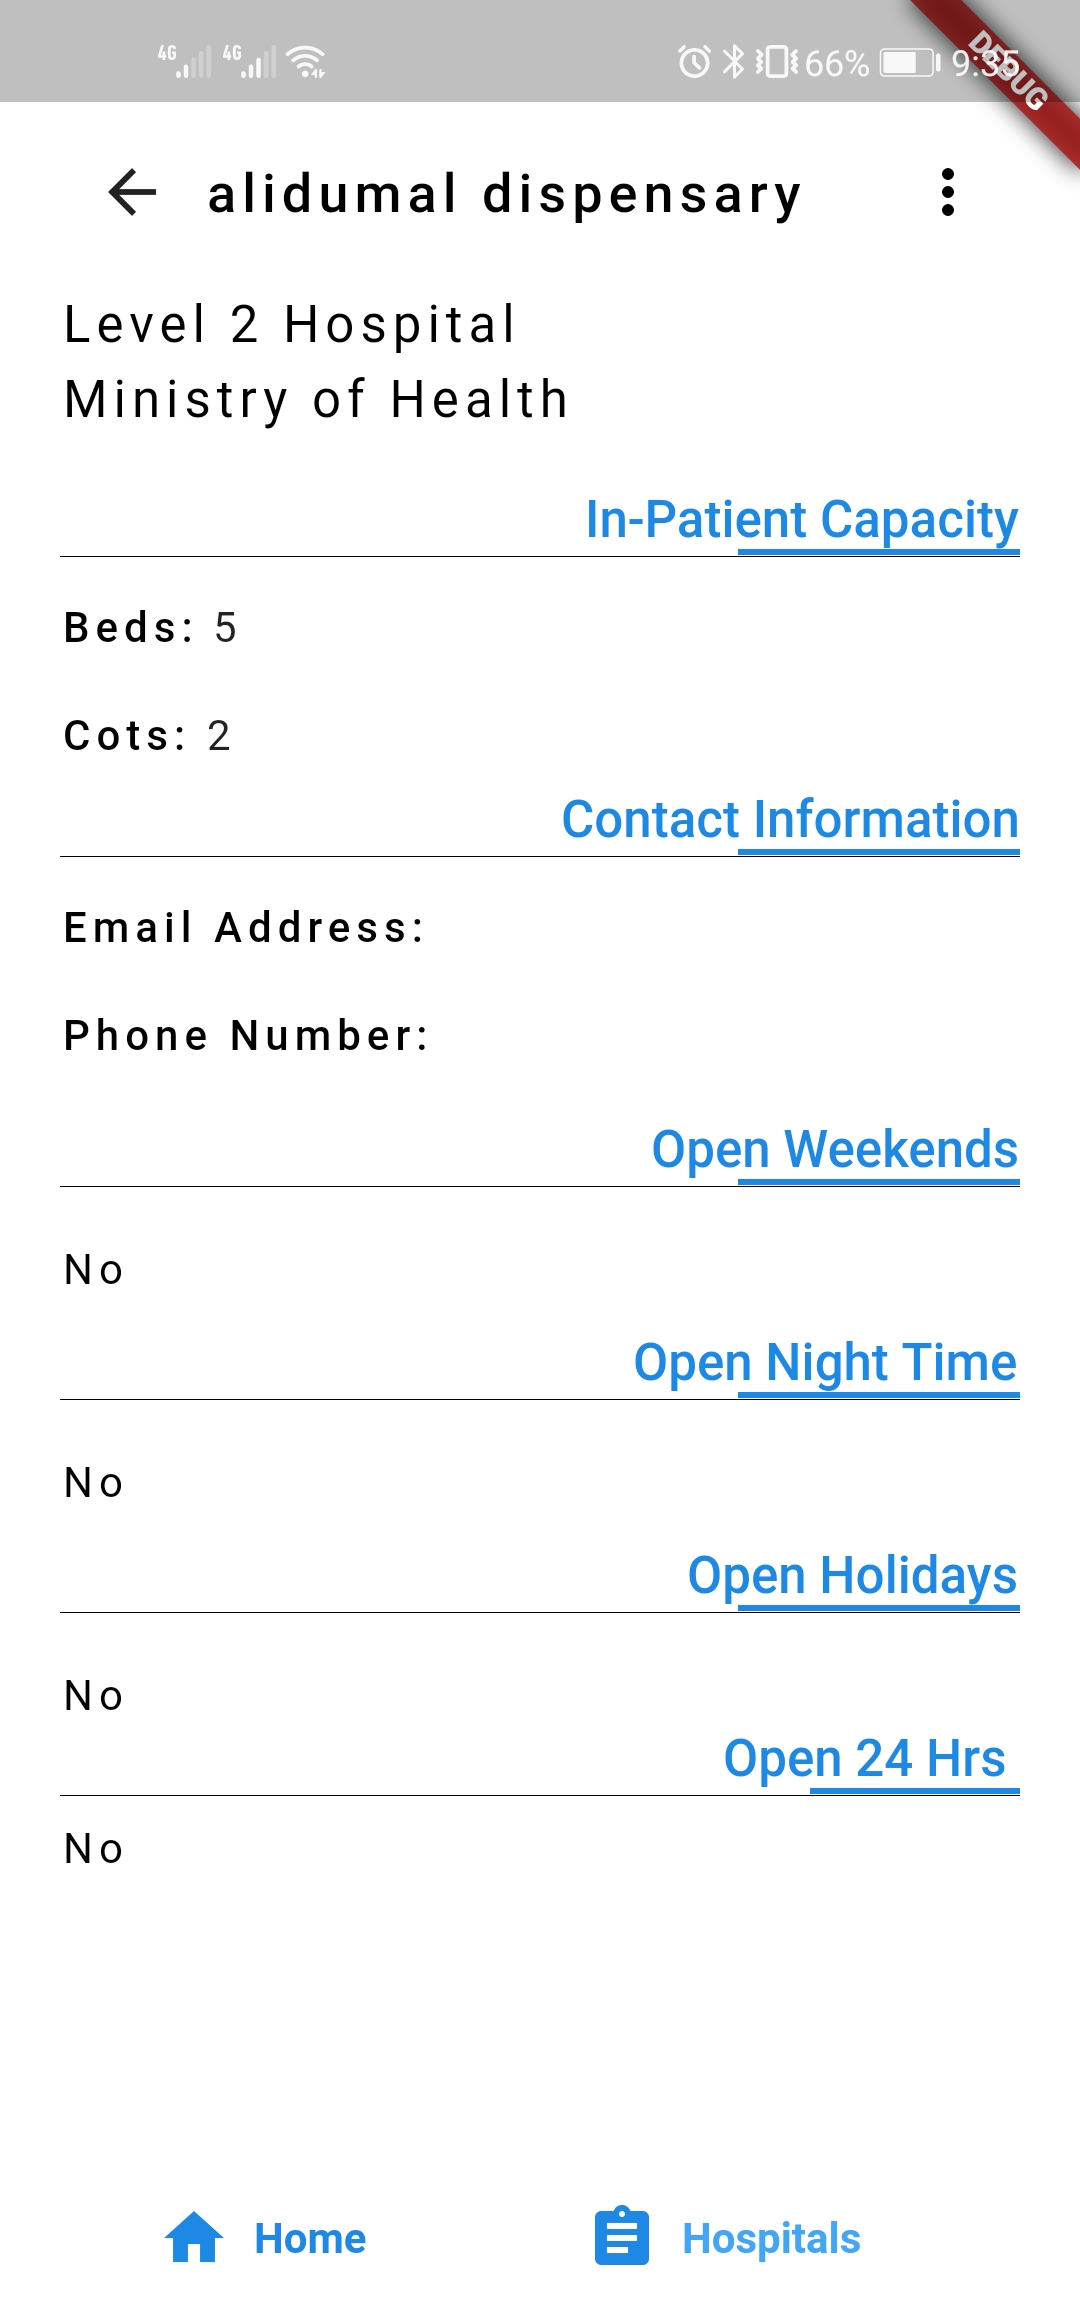 4G 4G 66% 9:35
DEBUG
alidumal dispensary
Level 2 Hospital
Ministry of Health
In-Patient Capacity
Beds: 5
Cots: 2
Contact Information
Email Address:
Phone Number:
Open Weekends
No
Open Night Time
No
Open Holidays
No
Open 24 Hrs
No
Home Hospitals